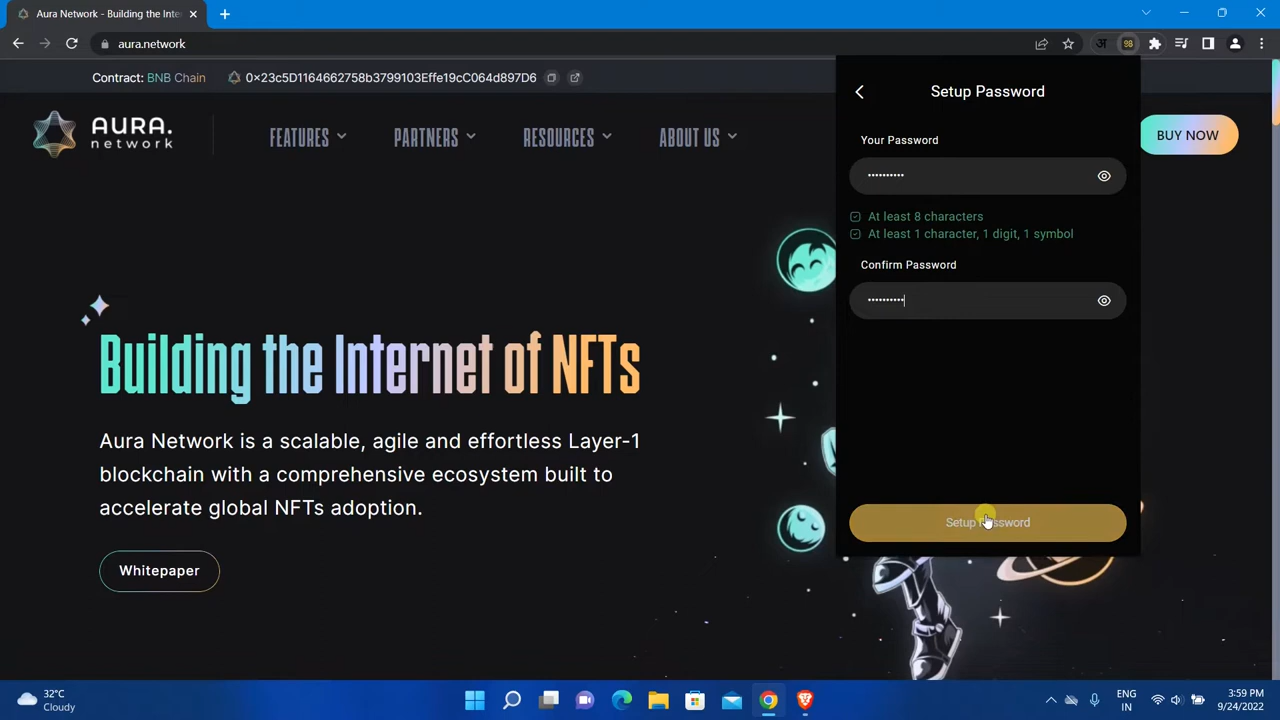 Aura Network - Building the Inte
aura.network
अ
98
Contract: BNB Chain
0x23c5D1164662758b3799103Effe19cC064d897D6
AURA.
network
FEATURES
PARTNERS
RESOURCES
ABOUT US
BUY NOW
Setup Password
Your Password
••••••••••
At least 8 characters
At least 1 character, 1 digit, 1 symbol
Confirm Password
••••••••••
Setup Password
Building the Internet of NFTs
Aura Network is a scalable, agile and effortless Layer-1
blockchain with a comprehensive ecosystem built to
accelerate global NFTs adoption.
Whitepaper
32°C
Cloudy
ENG
IN
3:59 PM
9/24/2022